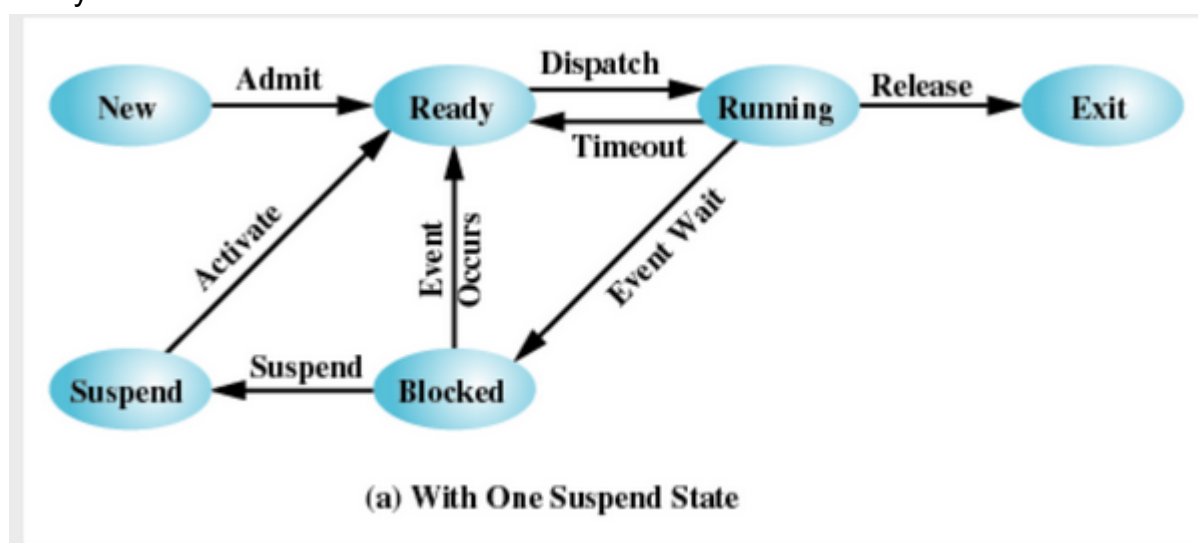 Admit
Dispatch
Release
New
Ready
Running
Exit
Timeout
Activate
Event
Occurs
Event Wait
Suspend
Suspend
Blocked
(a) With One Suspend State